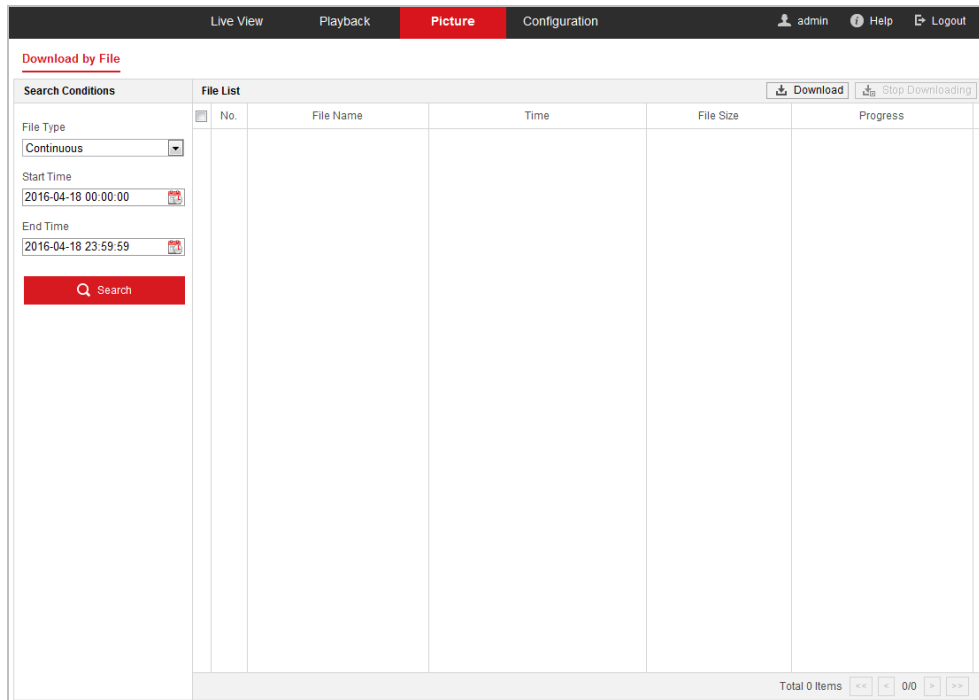 Live View Playback Picture Configuration admin Help Logout
Download by File
Search Conditions
File Type
Continuous
Start Time
2016-04-18 00:00:00
End Time
2016-04-18 23:59:59
Search
File List Download Stop Downloading
No. File Name Time File Size Progress
Total 0 Items << < 0/0 > >>